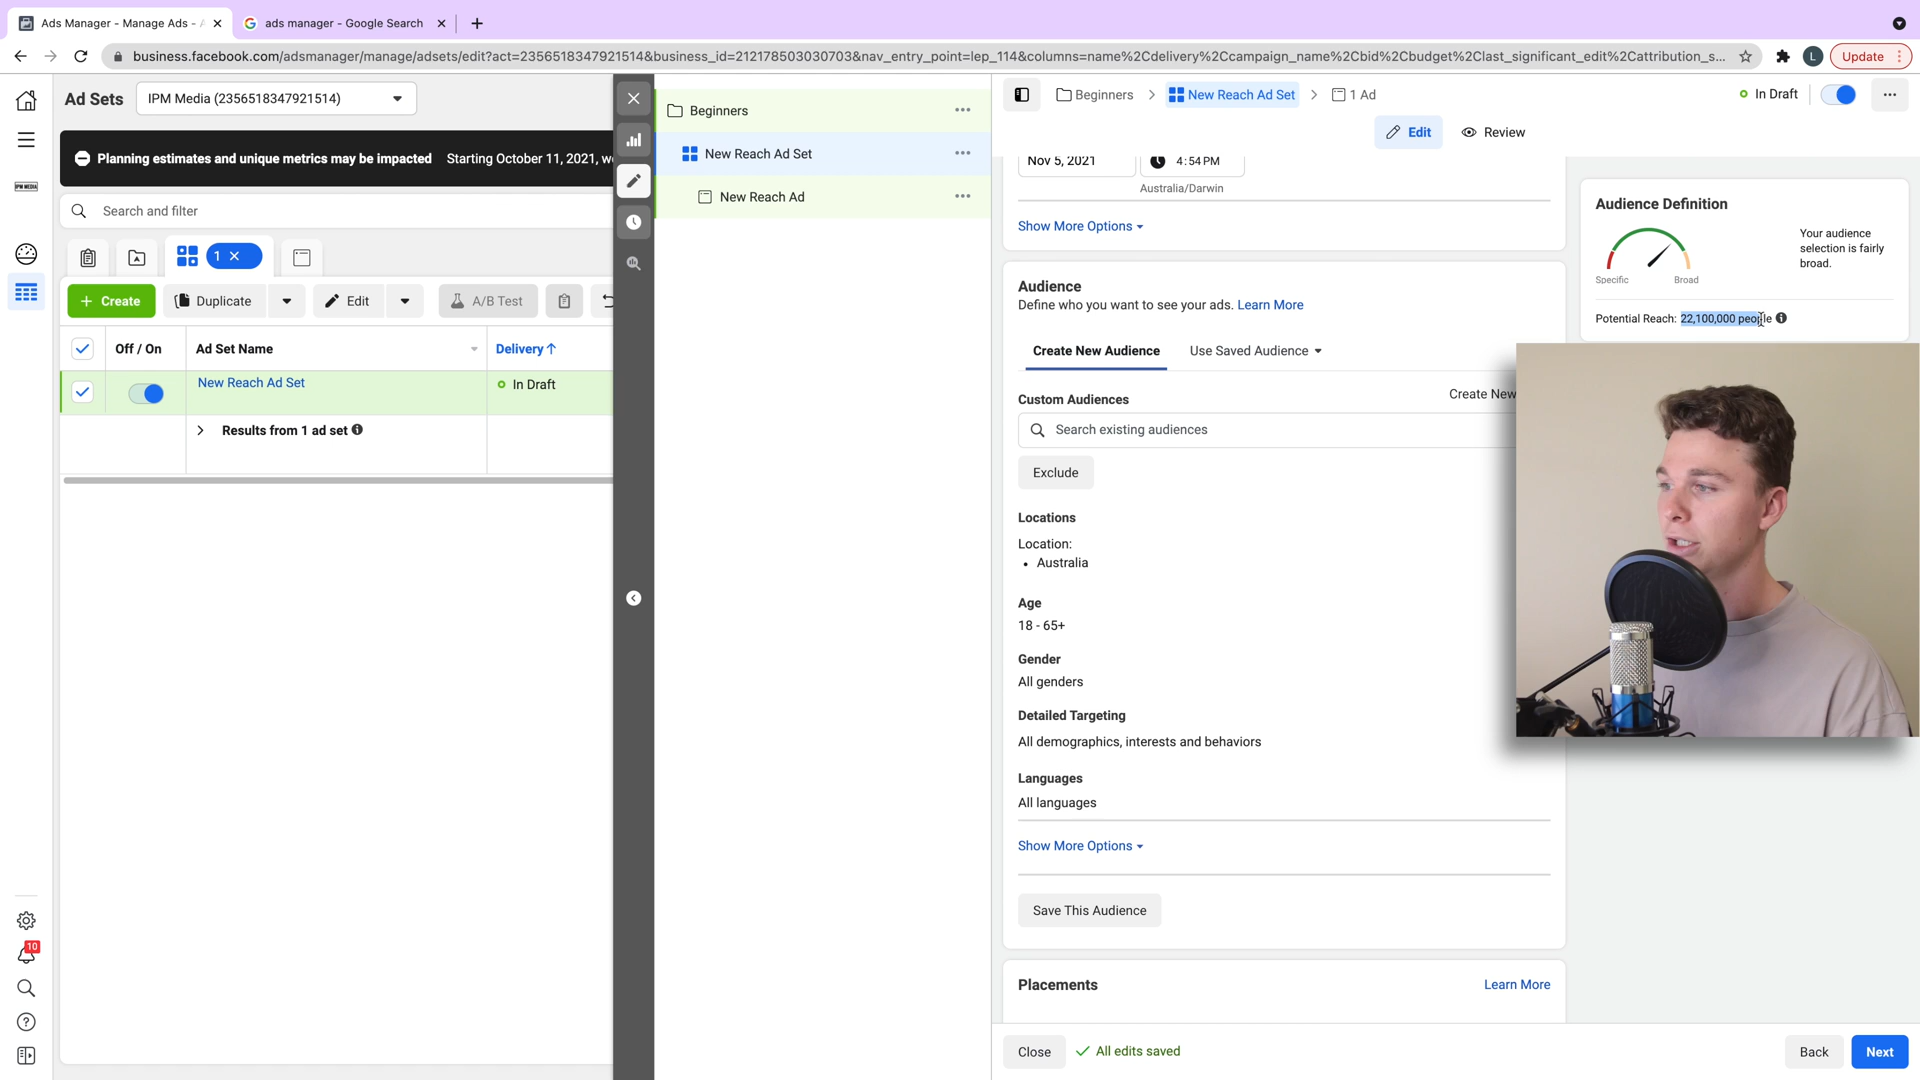 Ads Manager - Manage Ads - A
ads manager - Google Search
business.facebook.com/adsmanager/manage/adsets/edit?act=2356518347921514&business_id=212178503030703&nav_entry_point=lep_114&columns=name%2Cdelivery%2Ccampaign_name%2Cbid%2Cbudget%2Clast_significant_edit%2Cattribution_s...
L
Update
Ad Sets
IPM Media (2356518347921514)
Beginners
New Reach Ad Set
1 Ad
In Draft
Edit
Review
Planning estimates and unique metrics may be impacted Starting October 11, 2021, we
IPM MEDIA
Search and filter
1
Create
Duplicate
Edit
A/B Test
Off / On
Ad Set Name
Delivery
New Reach Ad Set
In Draft
Results from 1 ad set
10
Beginners
New Reach Ad Set
New Reach Ad
Nov 5, 2021
4:54 PM
Australia/Darwin
Show More Options
Audience
Define who you want to see your ads. Learn More
Create New Audience
Use Saved Audience
Custom Audiences
Create New
Search existing audiences
Exclude
Locations
Location:
• Australia
Age
18 - 65+
Gender
All genders
Detailed Targeting
All demographics, interests and behaviors
Languages
All languages
Show More Options
Save This Audience
Placements
Learn More
Close
All edits saved
Back
Next
Audience Definition
Specific
Broad
Your audience
selection is fairly
broad.
Potential Reach: 22,100,000 people